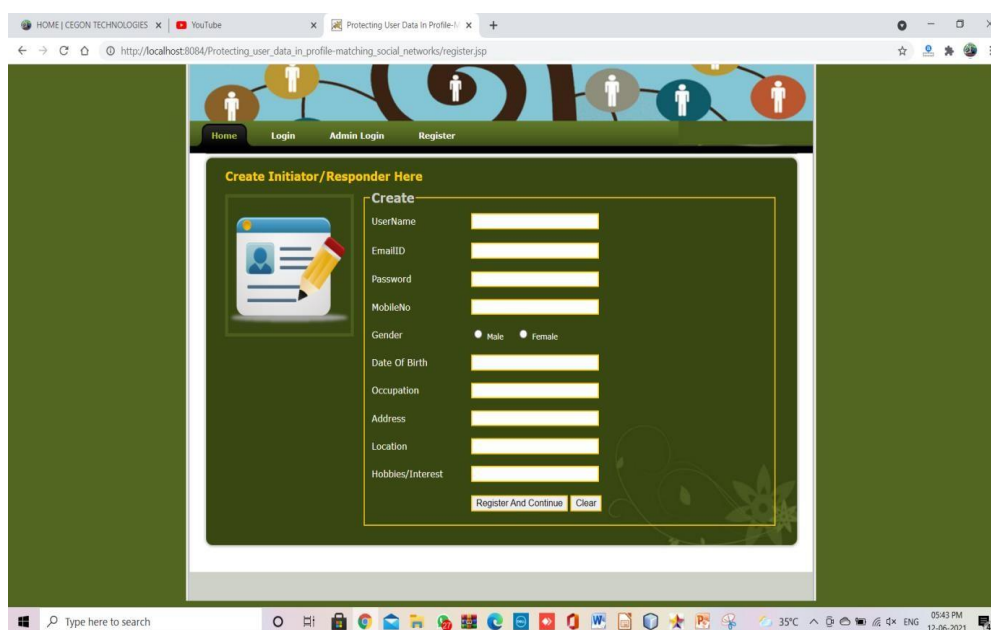 HOME | CEGON TECHNOLOGIES
YouTube
Protecting User Data In Profile-M
http://localhost:8084/Protecting_user_data_in_profile-matching_social_networks/register.jsp
Home Login Admin Login Register
Create Initiator/Responder Here
Create
UserName
EmailID
Password
MobileNo
Gender Male Female
Date Of Birth
Occupation
Address
Location
Hobbies/Interest
Register And Continue Clear
Type here to search
35°C ENG 05:43 PM
12-06-2021